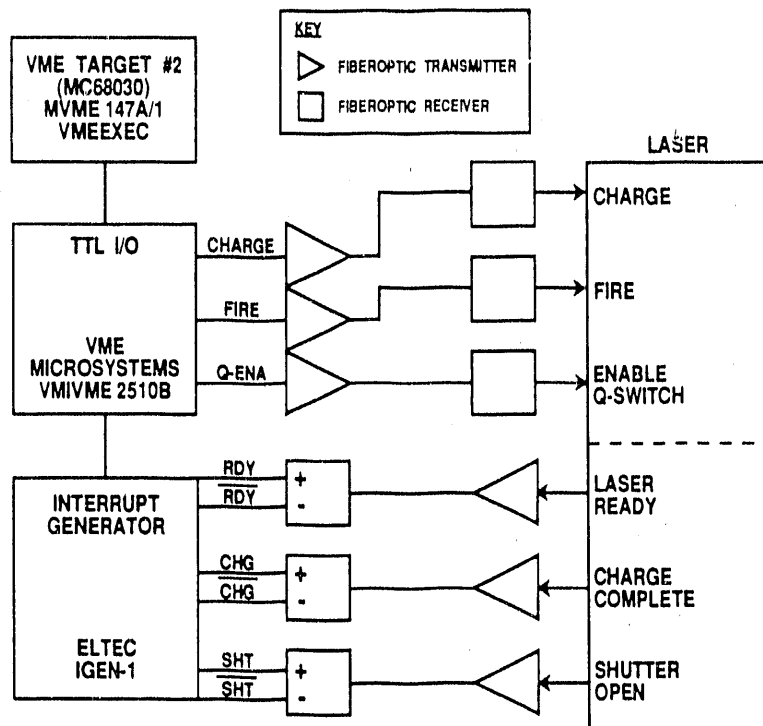 KEY
FIBEROPTIC TRANSMITTER
FIBEROPTIC RECEIVER
VME TARGET #2
(MC68030)
MVME 147A/1
VMEEXEC
LASER
TTL I/O
VME
MICROSYSTEMS
VMIVME 2510B
CHARGE
FIRE
Q-ENA
CHARGE
FIRE
ENABLE
Q-SWITCH
INTERRUPT
GENERATOR
ELTEC
IGEN-1
RDY
RDY
+
-
LASER
READY
CHG
CHG
+
-
CHARGE
COMPLETE
SHT
SHT
+
-
SHUTTER
OPEN